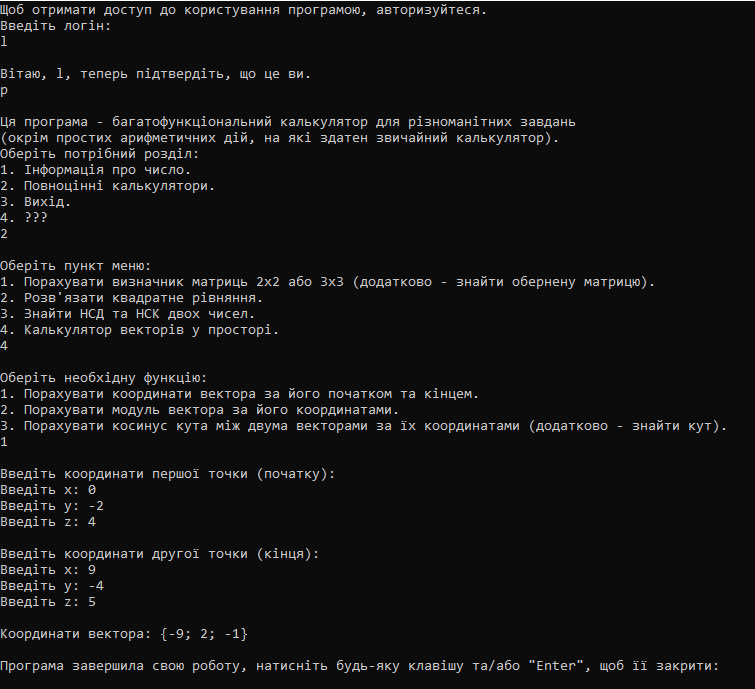 Щоб отримати доступ до користування програмою, авторизуйтеся.
Введіть логін:
l
Вітаю, l, теперь підтвердіть, що це ви.
p
Ця програма - багатофункціональний калькулятор для різноманітних завдань
(окрім простих арифметичних дій, на які здатен звичайний калькулятор).
Оберіть потрібний розділ:
1. Інформація про число.
2. Повноцінні калькулятори.
3. Вихід.
4. ???
2
Оберіть пункт меню:
1. Порахувати визначник матриць 2x2 або 3x3 (додатково - знайти обернену матрицю).
2. Розв'язати квадратне рівняння.
3. Знайти НСД та НСК двох чисел.
4. Калькулятор векторів у просторі.
4
Оберіть необхідну функцію:
1. Порахувати координати вектора за його початком та кінцем.
2. Порахувати модуль вектора за його координатами.
3. Порахувати косинус кута між двума векторами за їх координатами (додатково - знайти кут).
1
Введіть координати першої точки (початку):
Введіть x: 0
Введіть y: -2
Введіть z: 4
Введіть координати другої точки (кінця):
Введіть x: 9
Введіть y: -4
Введіть z: 5
Координати вектора: {-9; 2; -1}
Програма завершила свою роботу, натисніть будь-яку клавішу та/або "Enter", щоб її закрити: